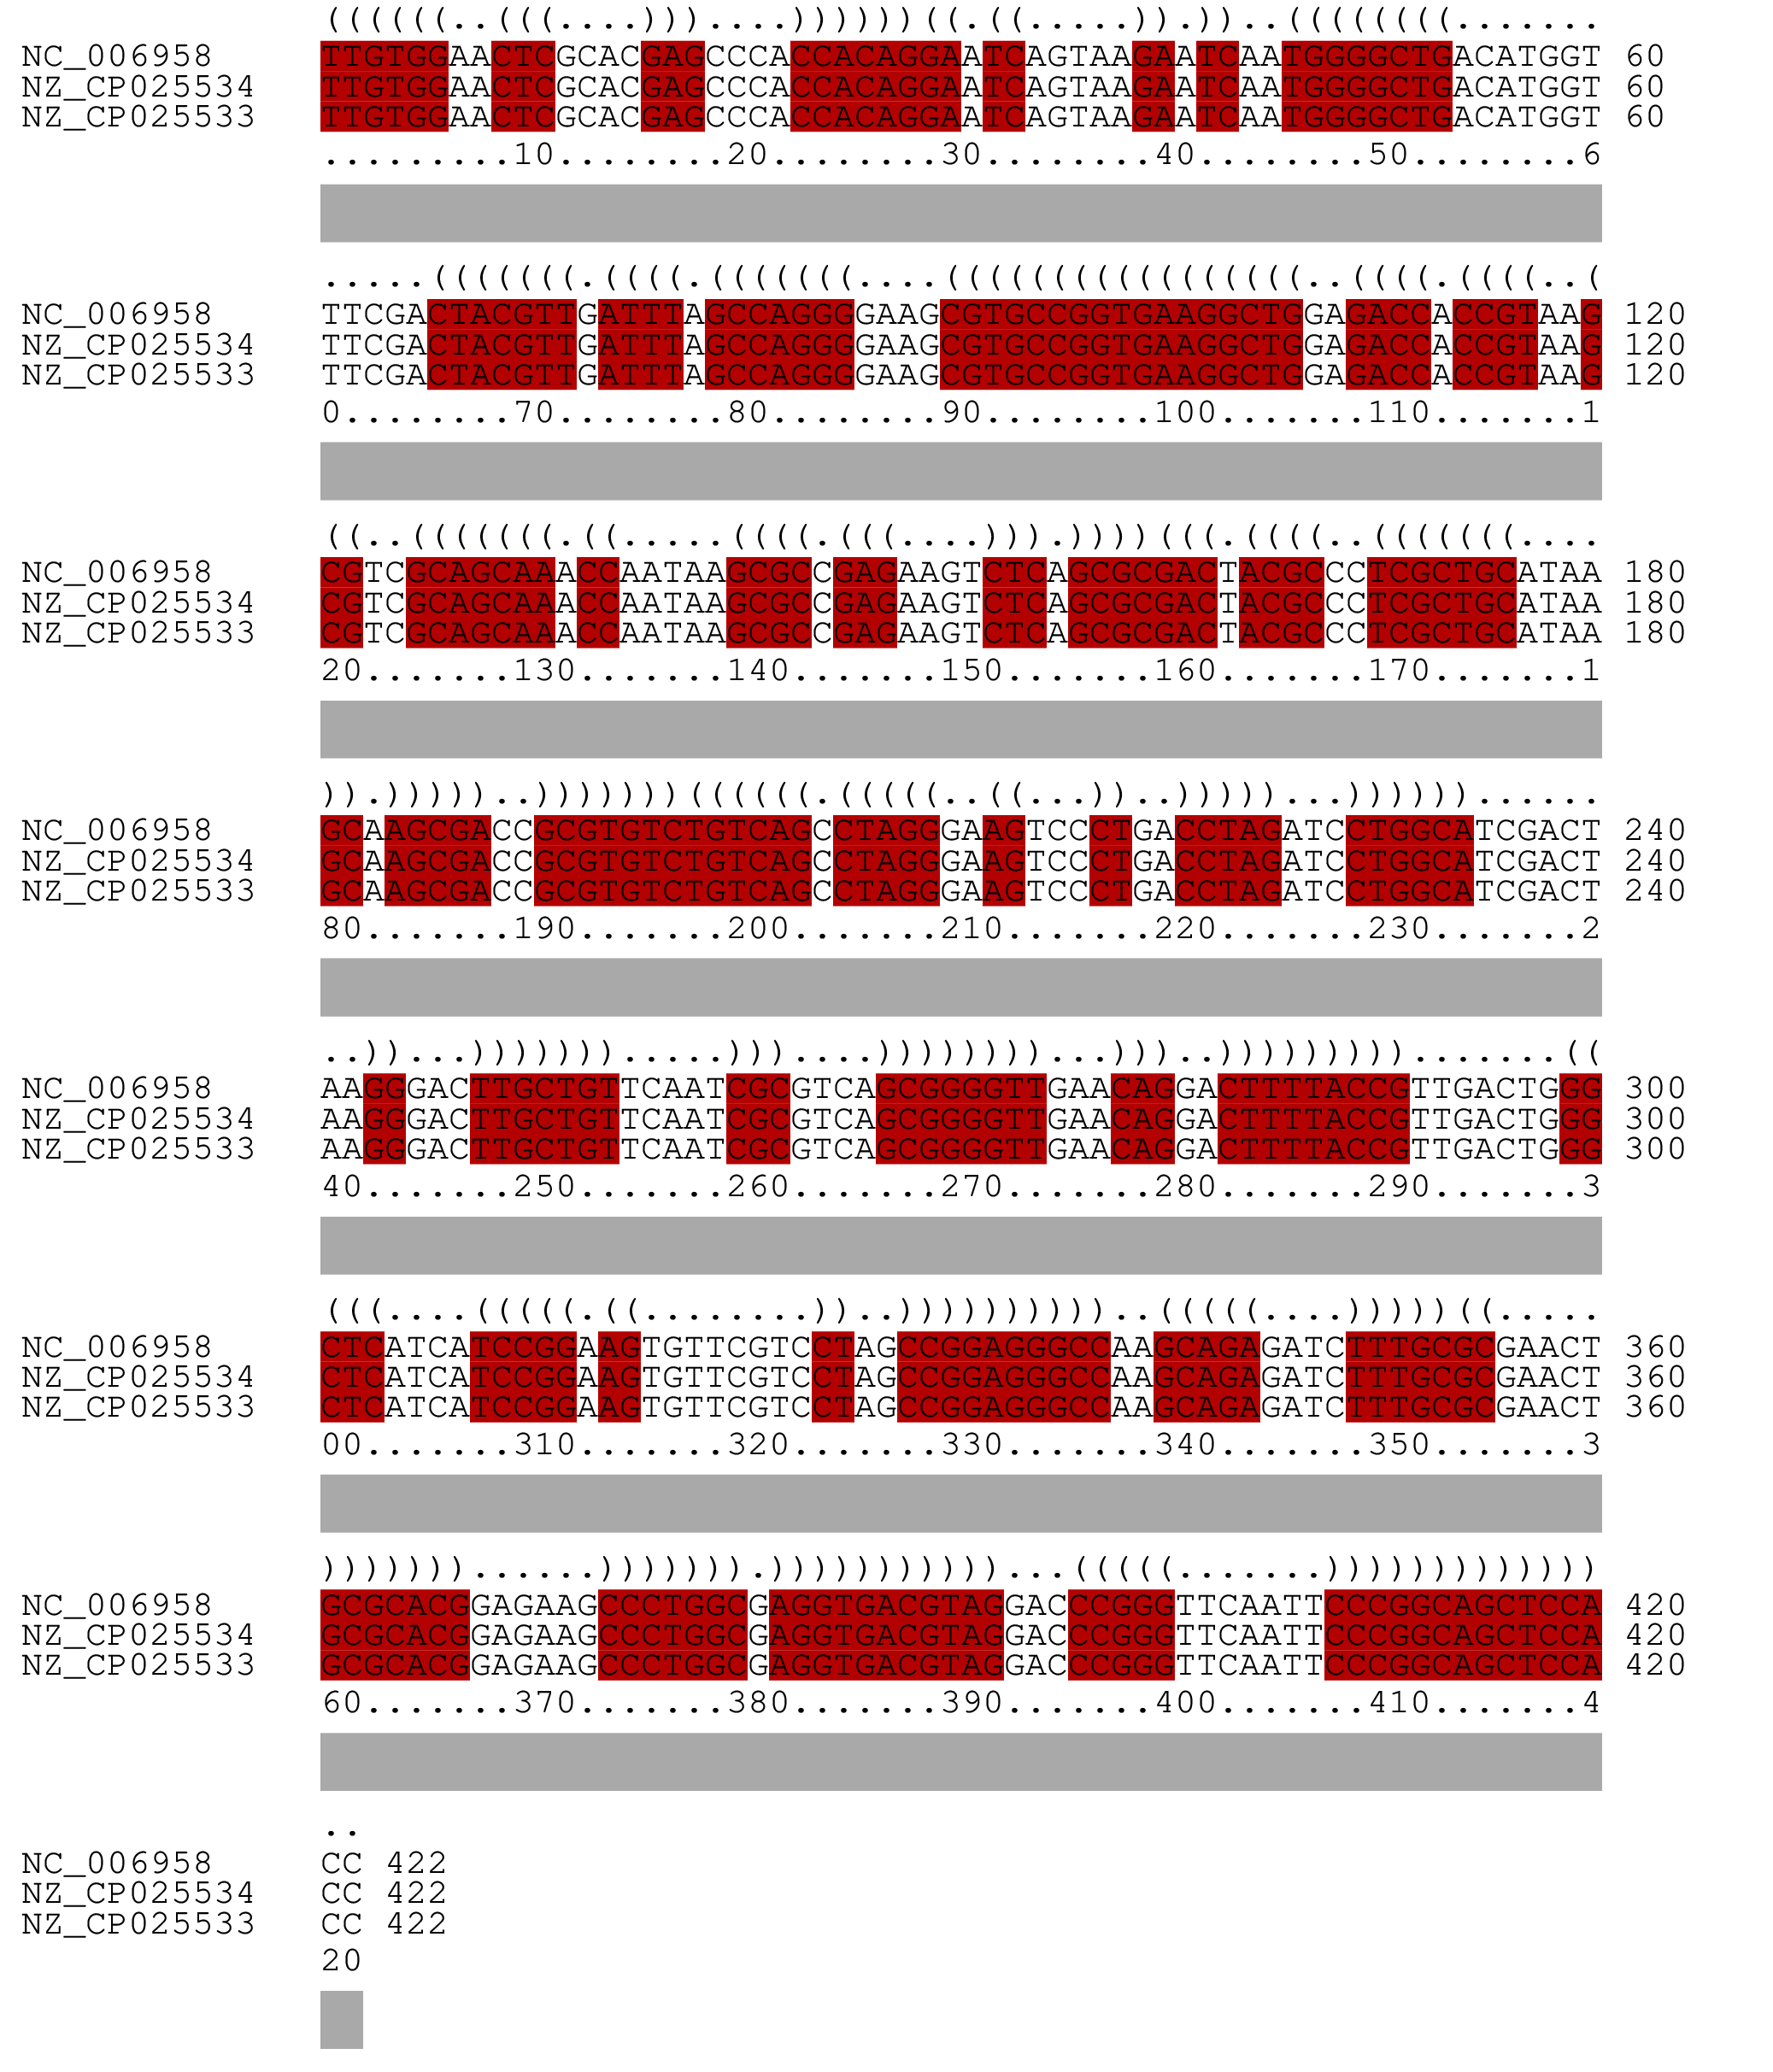 ((((((..(((....)))....))))))((.((.....)).))..((((((((.......
NC_006958 TTGTGGAACTCGCACGAGCCCACCACAGGAATCAGTAAGAATCAATGGGGCTGACATGGT 60
NZ_CP025534 TTGTGGAACTCGCACGAGCCCACCACAGGAATCAGTAAGAATCAATGGGGCTGACATGGT 60
NZ_CP025533 TTGTGGAACTCGCACGAGCCCACCACAGGAATCAGTAAGAATCAATGGGGCTGACATGGT 60
.........10........20........30........40........50........6
.....(((((((.((((.(((((((....(((((((((((((((((..((((.((((..(
NC_006958 TTCGACTACGTTGATTTAGCCAGGGGAAGCGTGCCGGTGAAGGCTGGAGACCACCGTAAG 120
NZ_CP025534 TTCGACTACGTTGATTTAGCCAGGGGAAGCGTGCCGGTGAAGGCTGGAGACCACCGTAAG 120
NZ_CP025533 TTCGACTACGTTGATTTAGCCAGGGGAAGCGTGCCGGTGAAGGCTGGAGACCACCGTAAG 120
0........70........80........90........100.......110.......1
((..(((((((.((.....((((.(((....))).))))(((.((((..(((((((....
NC_006958 CGTCGCAGCAAACCAATAAGCGCCGAGAAGTCTCAGCGCGACTACGCCCTCGCTGCATAA 180
NZ_CP025534 CGTCGCAGCAAACCAATAAGCGCCGAGAAGTCTCAGCGCGACTACGCCCTCGCTGCATAA 180
NZ_CP025533 CGTCGCAGCAAACCAATAAGCGCCGAGAAGTCTCAGCGCGACTACGCCCTCGCTGCATAA 180
20.......130.......140.......150.......160.......170.......1
)).)))))..)))))))((((((.(((((..((...))..)))))...))))))......
NC_006958 GCAAGCGACCGCGTGTCTGTCAGCCTAGGGAAGTCCCTGACCTAGATCCTGGCATCGACT 240
NZ_CP025534 GCAAGCGACCGCGTGTCTGTCAGCCTAGGGAAGTCCCTGACCTAGATCCTGGCATCGACT 240
NZ_CP025533 GCAAGCGACCGCGTGTCTGTCAGCCTAGGGAAGTCCCTGACCTAGATCCTGGCATCGACT 240
80.......190.......200.......210.......220.......230.......2
..))...))))))).....)))....))))))))...)))..))))))))).......((
NC_006958 AAGGGACTTGCTGTTCAATCGCGTCAGCGGGGTTGAACAGGACTTTTACCGTTGACTGGG 300
NZ_CP025534 AAGGGACTTGCTGTTCAATCGCGTCAGCGGGGTTGAACAGGACTTTTACCGTTGACTGGG 300
NZ_CP025533 AAGGGACTTGCTGTTCAATCGCGTCAGCGGGGTTGAACAGGACTTTTACCGTTGACTGGG 300
40.......250.......260.......270.......280.......290.......3
(((....(((((.((........))..))))))))))..(((((....)))))((.....
NC_006958 CTCATCATCCGGAAGTGTTCGTCCTAGCCGGAGGGCCAAGCAGAGATCTTTGCGCGAACT 360
NZ_CP025534 CTCATCATCCGGAAGTGTTCGTCCTAGCCGGAGGGCCAAGCAGAGATCTTTGCGCGAACT 360
NZ_CP025533 CTCATCATCCGGAAGTGTTCGTCCTAGCCGGAGGGCCAAGCAGAGATCTTTGCGCGAACT 360
00.......310.......320.......330.......340.......350.......3
)))))))......))))))).)))))))))))...(((((.......)))))))))))))
NC_006958 GCGCACGGAGAAGCCCTGGCGAGGTGACGTAGGACCCGGGTTCAATTCCCGGCAGCTCCA 420
NZ_CP025534 GCGCACGGAGAAGCCCTGGCGAGGTGACGTAGGACCCGGGTTCAATTCCCGGCAGCTCCA 420
NZ_CP025533 GCGCACGGAGAAGCCCTGGCGAGGTGACGTAGGACCCGGGTTCAATTCCCGGCAGCTCCA 420
60.......370.......380.......390.......400.......410.......4
..
NC_006958 CC 422
NZ_CP025534 CC 422
NZ_CP025533 CC 422
20